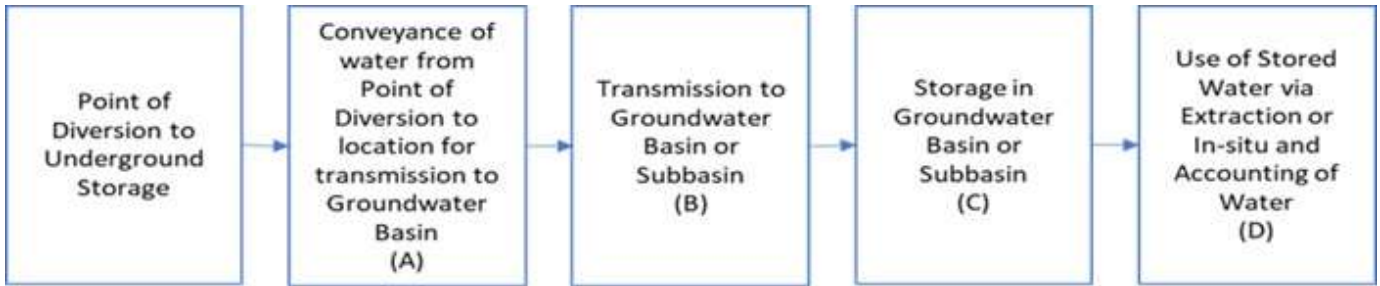 Point of
Diversion to
Underground
Storage
Conveyance of
water from
Point of
Diversion to
location for
transmission to
Groundwater
Basin
(A)
Transmission to
Groundwater
Basin or
Subbasin
(B)
Storage in
Groundwater
Basin or
Subbasin
(C)
Use of Stored
Water via
Extraction or
In-situ and
Accounting of
Water
(D)